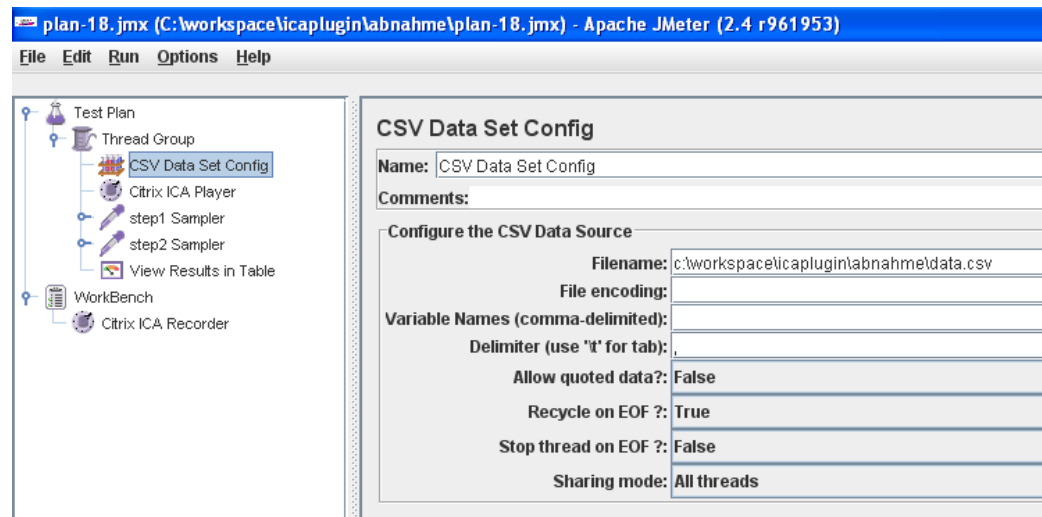 plan-18.jmx (C:\workspace\icaplugin\abnahme\plan-18.jmx) - Apache JMeter (2.4 r961953)
File Edit Run Options Help
Test Plan
Thread Group
CSV Data Set Config
Citrix ICA Player
step1 Sampler
step2 Sampler
View Results in Table
WorkBench
Citrix ICA Recorder
CSV Data Set Config
Name: CSV Data Set Config
Comments:
Configure the CSV Data Source
Filename: c:\workspace\icaplugin\abnahme\data.csv
File encoding:
Variable Names (comma-delimited):
Delimiter (use '\t' for tab): ,
Allow quoted data?: False
Recycle on EOF ?: True
Stop thread on EOF ?: False
Sharing mode: All threads